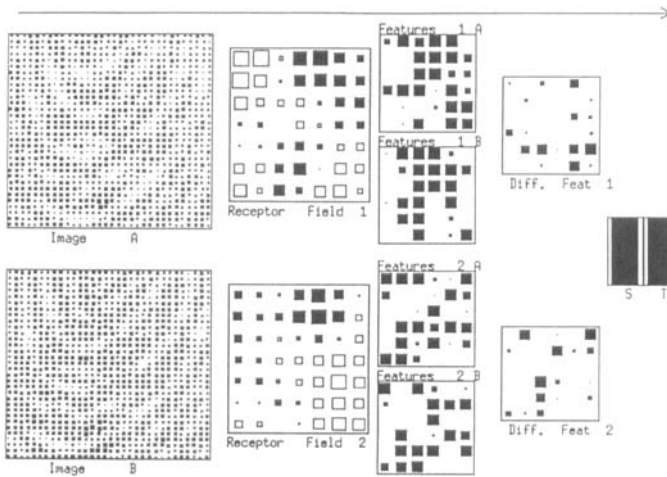 Features 1 A
Features 1 B
Image A
Receptor Field 1
Diff. Feat 1
S T
Features 2 A
Features 2 B
Image B
Receptor Field 2
Diff. Feat 2